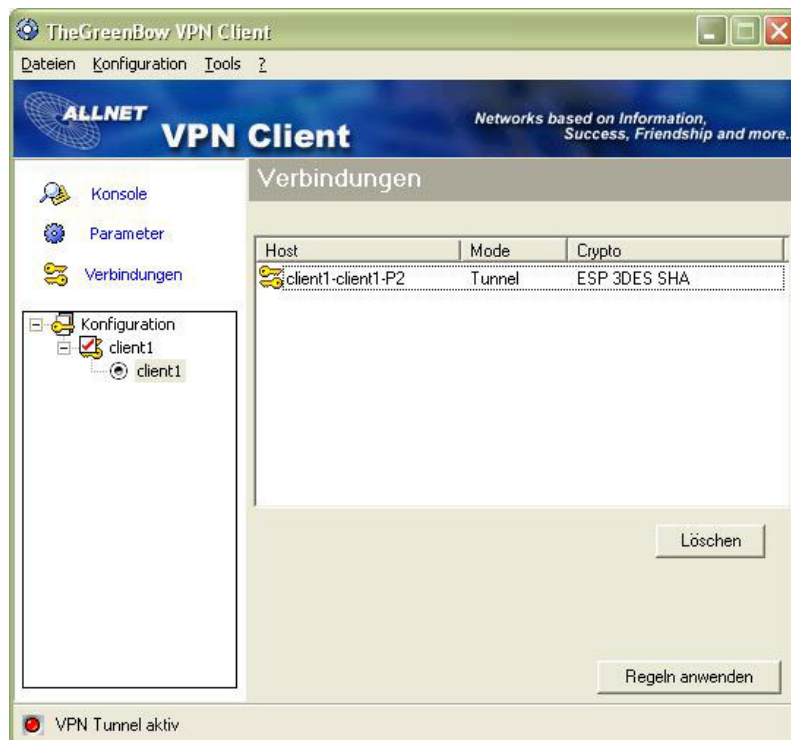 TheGreenBow VPN Client
Dateien Konfiguration Tools ?
ALLNET
VPN Client
Networks based on Information,
Success, Friendship and more..
Konsole
Parameter
Verbindungen
Konfiguration
client1
client1
Verbindungen
Host Mode Crypto
client1-client1-P2 Tunnel ESP 3DES SHA
Löschen
Regeln anwenden
VPN Tunnel aktiv